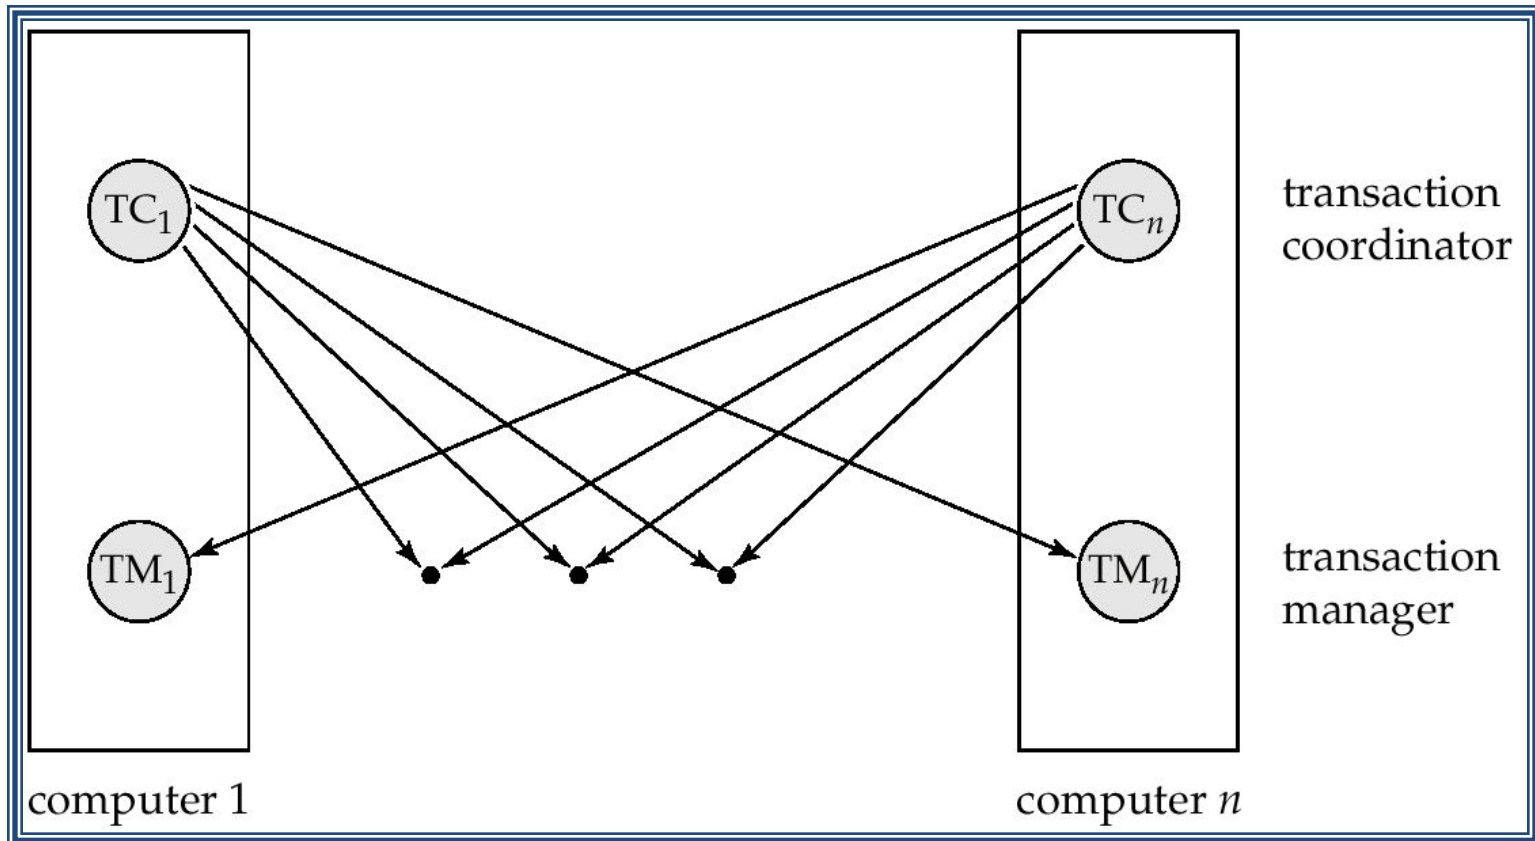 TC₁
TCₙ
transaction
coordinator
TM₁
TMₙ
transaction
manager
computer 1
computer n